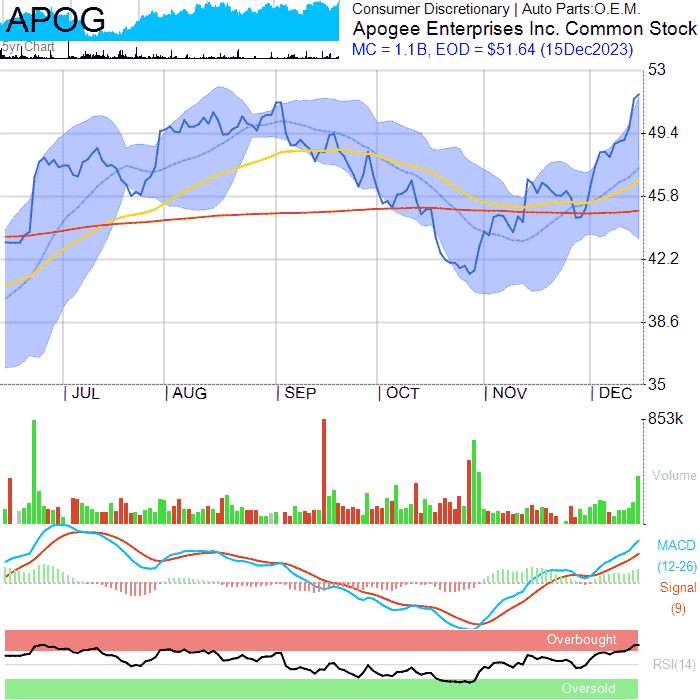 APOG
5yr Chart
Consumer Discretionary | Auto Parts:O.E.M.
Apogee Enterprises Inc. Common Stock
MC = 1.1B, EOD = $51.64 (15Dec2023)
53
49.4
45.8
42.2
38.6
35
JUL AUG SEP OCT NOV DEC
853k
Volume
MACD
(12-26)
Signal
(9)
Overbought
RSI(14)
Oversold